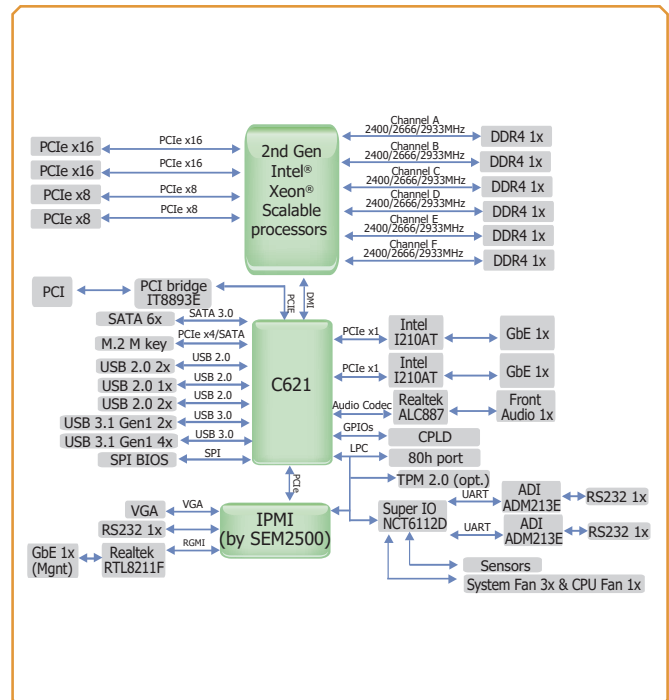 PCIe x16
PCIe x16
PCIe x16
PCIe x16
PCIe x8
PCIe x8
PCIe x8
PCIe x8
2nd Gen
Intel®
Xeon®
Scalable
processors
Channel A
2400/2666/2933MHz
DDR4 1x
Channel B
2400/2666/2933MHz
DDR4 1x
Channel C
2400/2666/2933MHz
DDR4 1x
Channel D
2400/2666/2933MHz
DDR4 1x
Channel E
2400/2666/2933MHz
DDR4 1x
Channel F
2400/2666/2933MHz
DDR4 1x
PCI
PCI bridge
IT8893E
PCIE
DMI
SATA 6x
SATA 3.0
M.2 M key
PCIe x4/SATA
USB 2.0 2x
USB 2.0
USB 2.0 1x
USB 2.0
USB 2.0 2x
USB 2.0
USB 3.1 Gen1 2x
USB 3.0
USB 3.1 Gen1 4x
USB 3.0
SPI BIOS
SPI
C621
PCIe x1
Intel
I210AT
GbE 1x
PCIe x1
Intel
I210AT
GbE 1x
Audio Codec
Realtek
ALC887
Front
Audio 1x
GPIOs
CPLD
LPC
80h port
TPM 2.0 (opt.)
PCIe
VGA
VGA
RS232 1x
GbE 1x
(Mgnt)
Realtek
RTL8211F
RGMI
IPMI
(by SEM2500)
Super IO
NCT6112D
UART
ADI
ADM213E
RS232 1x
UART
ADI
ADM213E
RS232 1x
Sensors
System Fan 3x & CPU Fan 1x